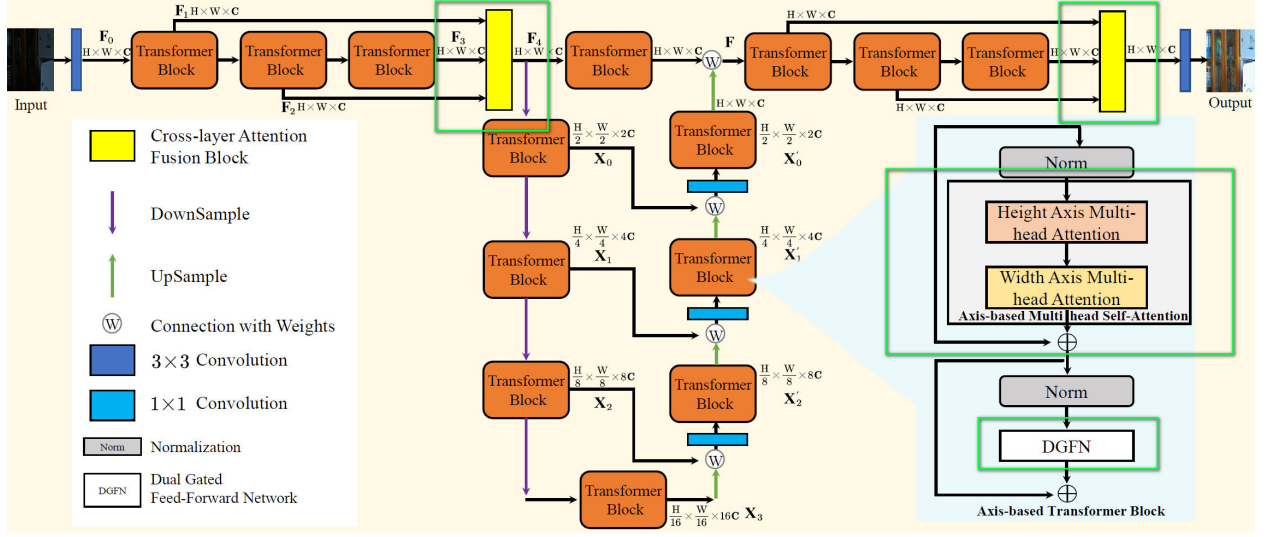 F₁ H×W×C
F₀
H×W×C
Transformer
Block
Transformer
Block
Transformer
Block
F₃
H×W×C
F₄
H×W×C
Transformer
Block
H×W×C
W
F
H×W×C
Transformer
Block
Transformer
Block
Transformer
Block
H×W×C
H×W×C
Input
F₂ H×W×C
H×W×C
H×W×C
Output
Cross-layer Attention
Fusion Block
DownSample
UpSample
W
Connection with Weights
3×3 Convolution
1×1 Convolution
Norm
Normalization
DGFN
Dual Gated
Feed-Forward Network
Transformer
Block
H/2 × W/2 ×2C
X₀
Transformer
Block
H/2 × W/2 ×2C
X₀′
W
Transformer
Block
H/4 × W/4 ×4C
X₁
Transformer
Block
H/4 × W/4 ×4C
X₁′
W
Transformer
Block
H/8 × W/8 ×8C
X₂
Transformer
Block
H/8 × W/8 ×8C
X₂′
W
Transformer
Block
H/16 × W/16 ×16C X₃
Norm
Height Axis Multi-
head Attention
Width Axis Multi-
head Attention
Axis-based Multi head Self-Attention
Norm
DGFN
Axis-based Transformer Block